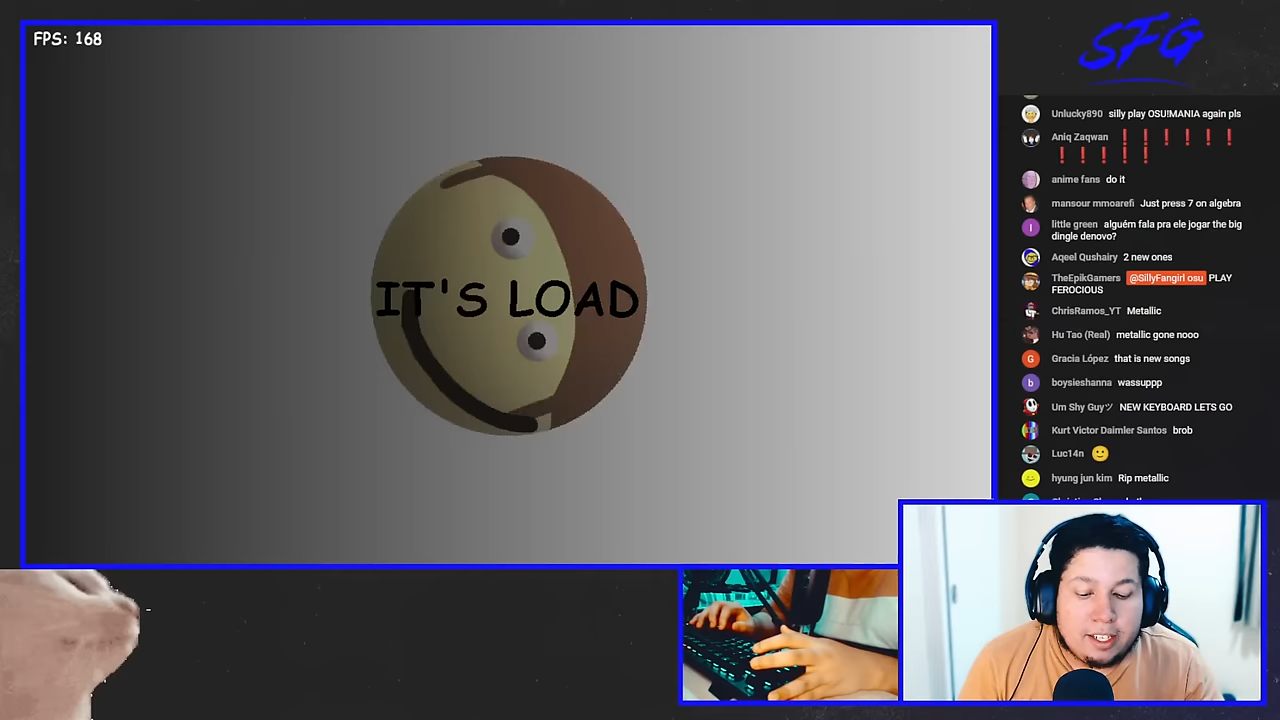 FPS: 168
IT'S LOAD
SFG
Unlucky890 silly play OSU!MANIA again pls
Aniq Zaqwan ❗❗❗❗❗❗
❗❗❗❗❗
anime fans do it
mansour mmoarefi Just press 7 on algebra
little green alguém fala pra ele jogar the big
dingle denovo?
Aqeel Qushairy 2 new ones
TheEpikGamers @SillyFangirl osu PLAY
FEROCIOUS
ChrisRamos_YT Metallic
Hu Tao (Real) metallic gone nooo
G Gracia López that is new songs
b boysieshanna wassuppp
Um Shy Guyツ NEW KEYBOARD LETS GO
Kurt Victor Daimler Santos brob
Luc14n 🙂
hyung jun kim Rip metallic